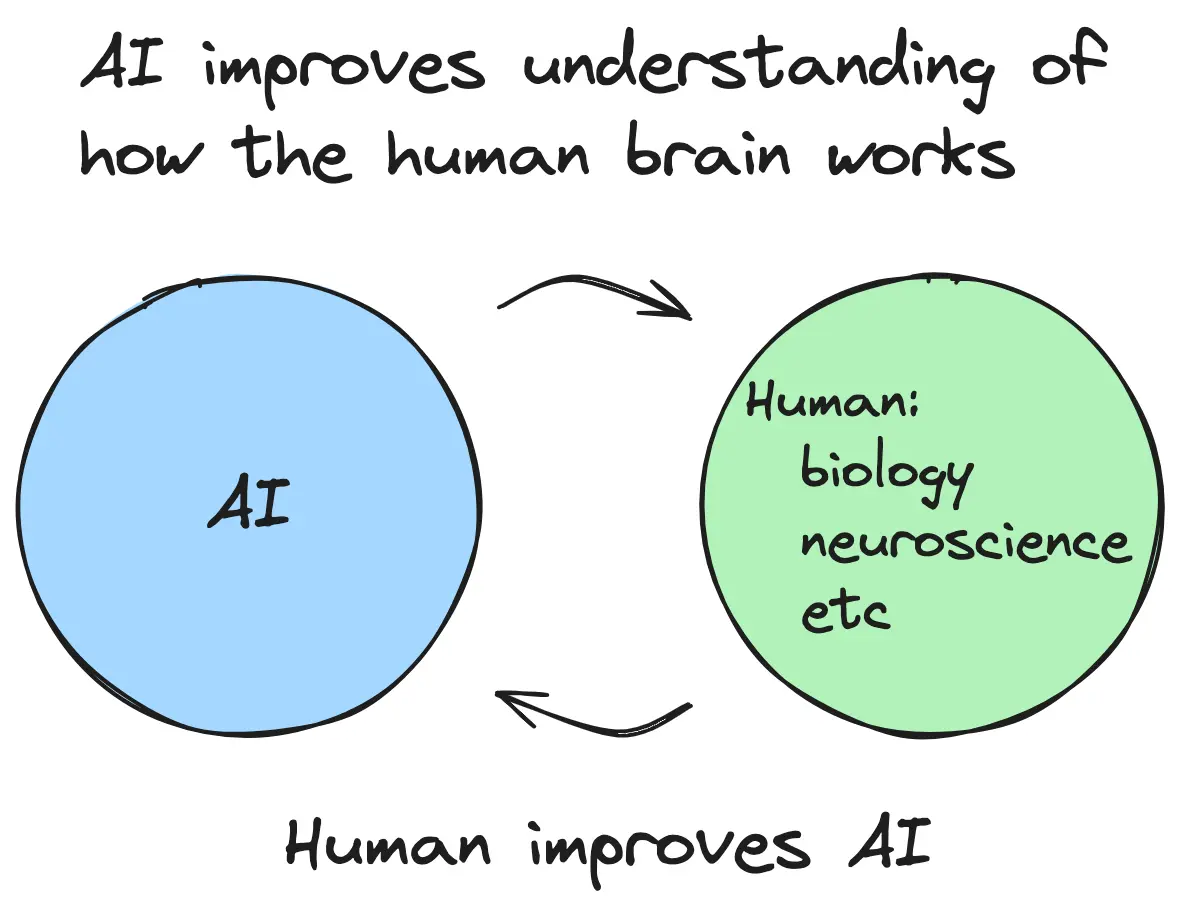 AI improves understanding of
how the human brain works
AI
Human:
biology
neuroscience
etc
Human improves AI